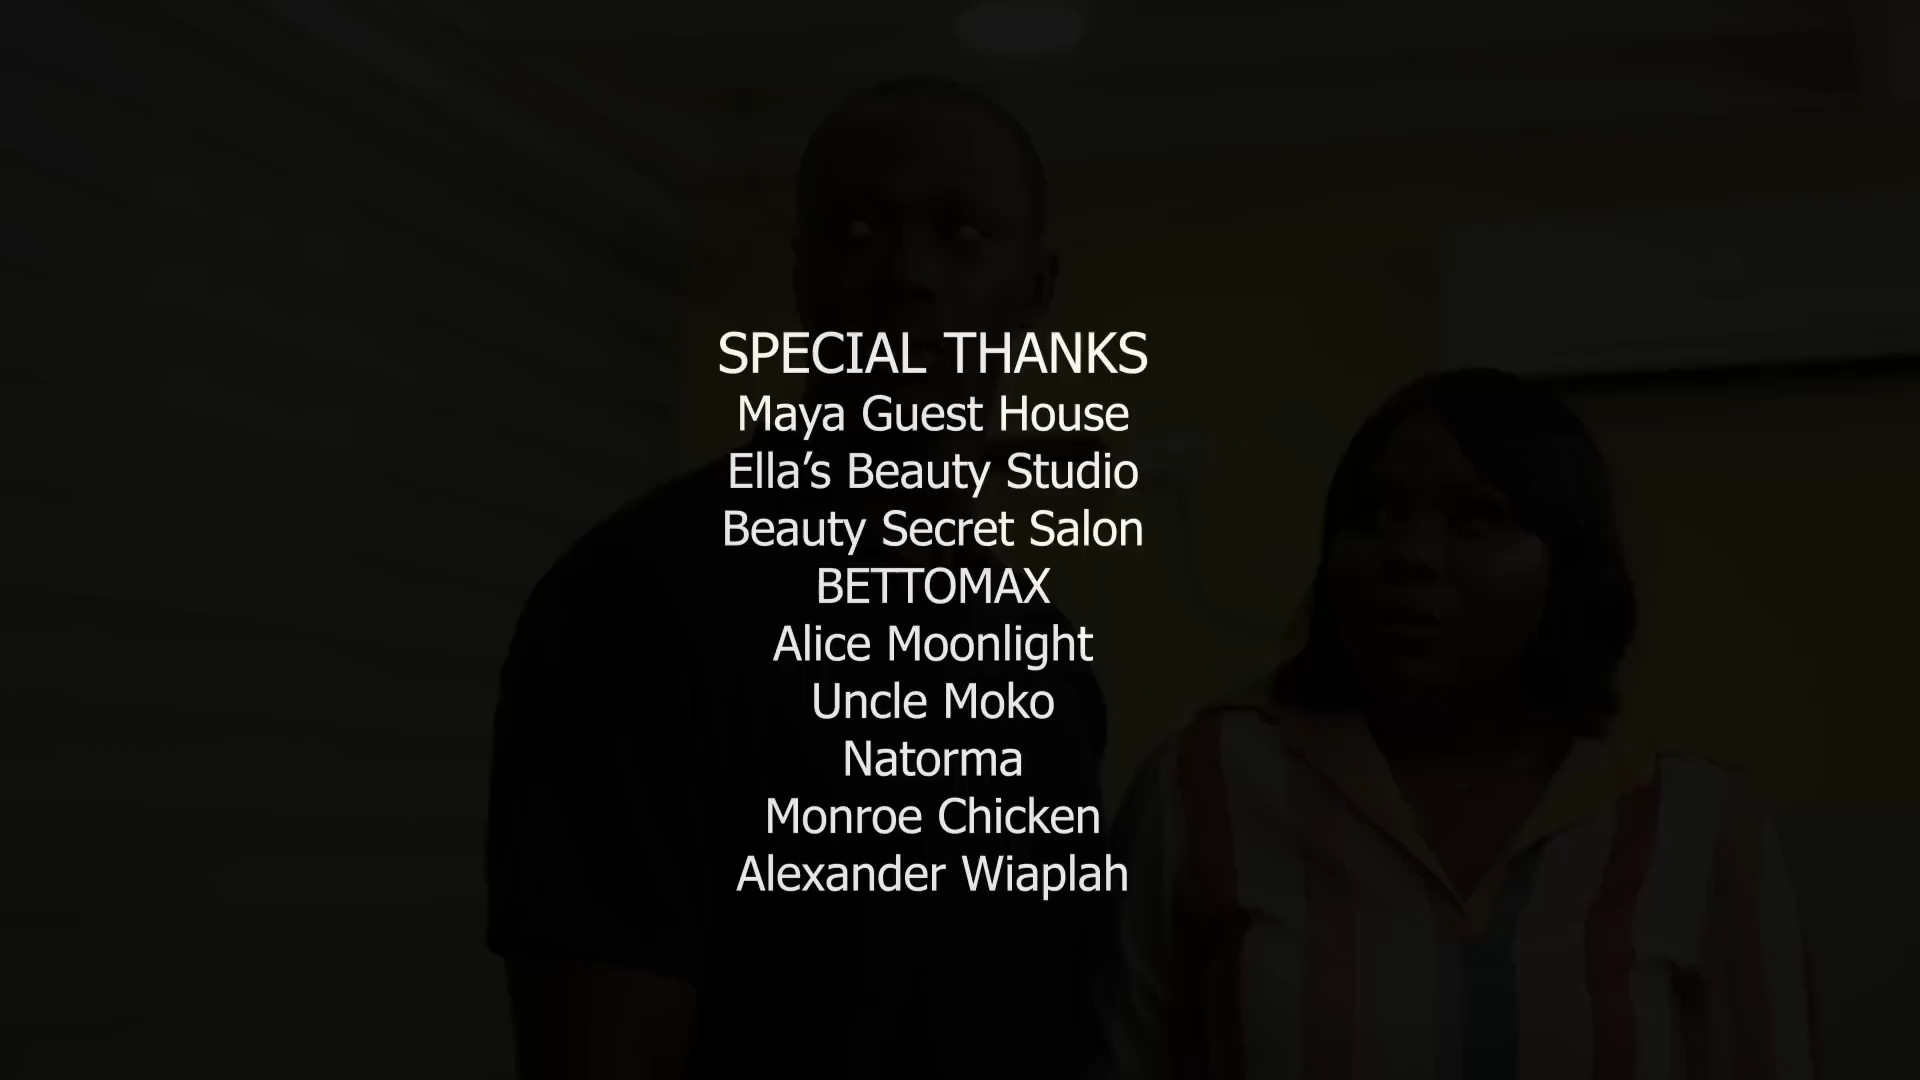 SPECIAL THANKS
Maya Guest House
Ella’s Beauty Studio
Beauty Secret Salon
BETTOMAX
Alice Moonlight
Uncle Moko
Natorma
Monroe Chicken
Alexander Wiaplah